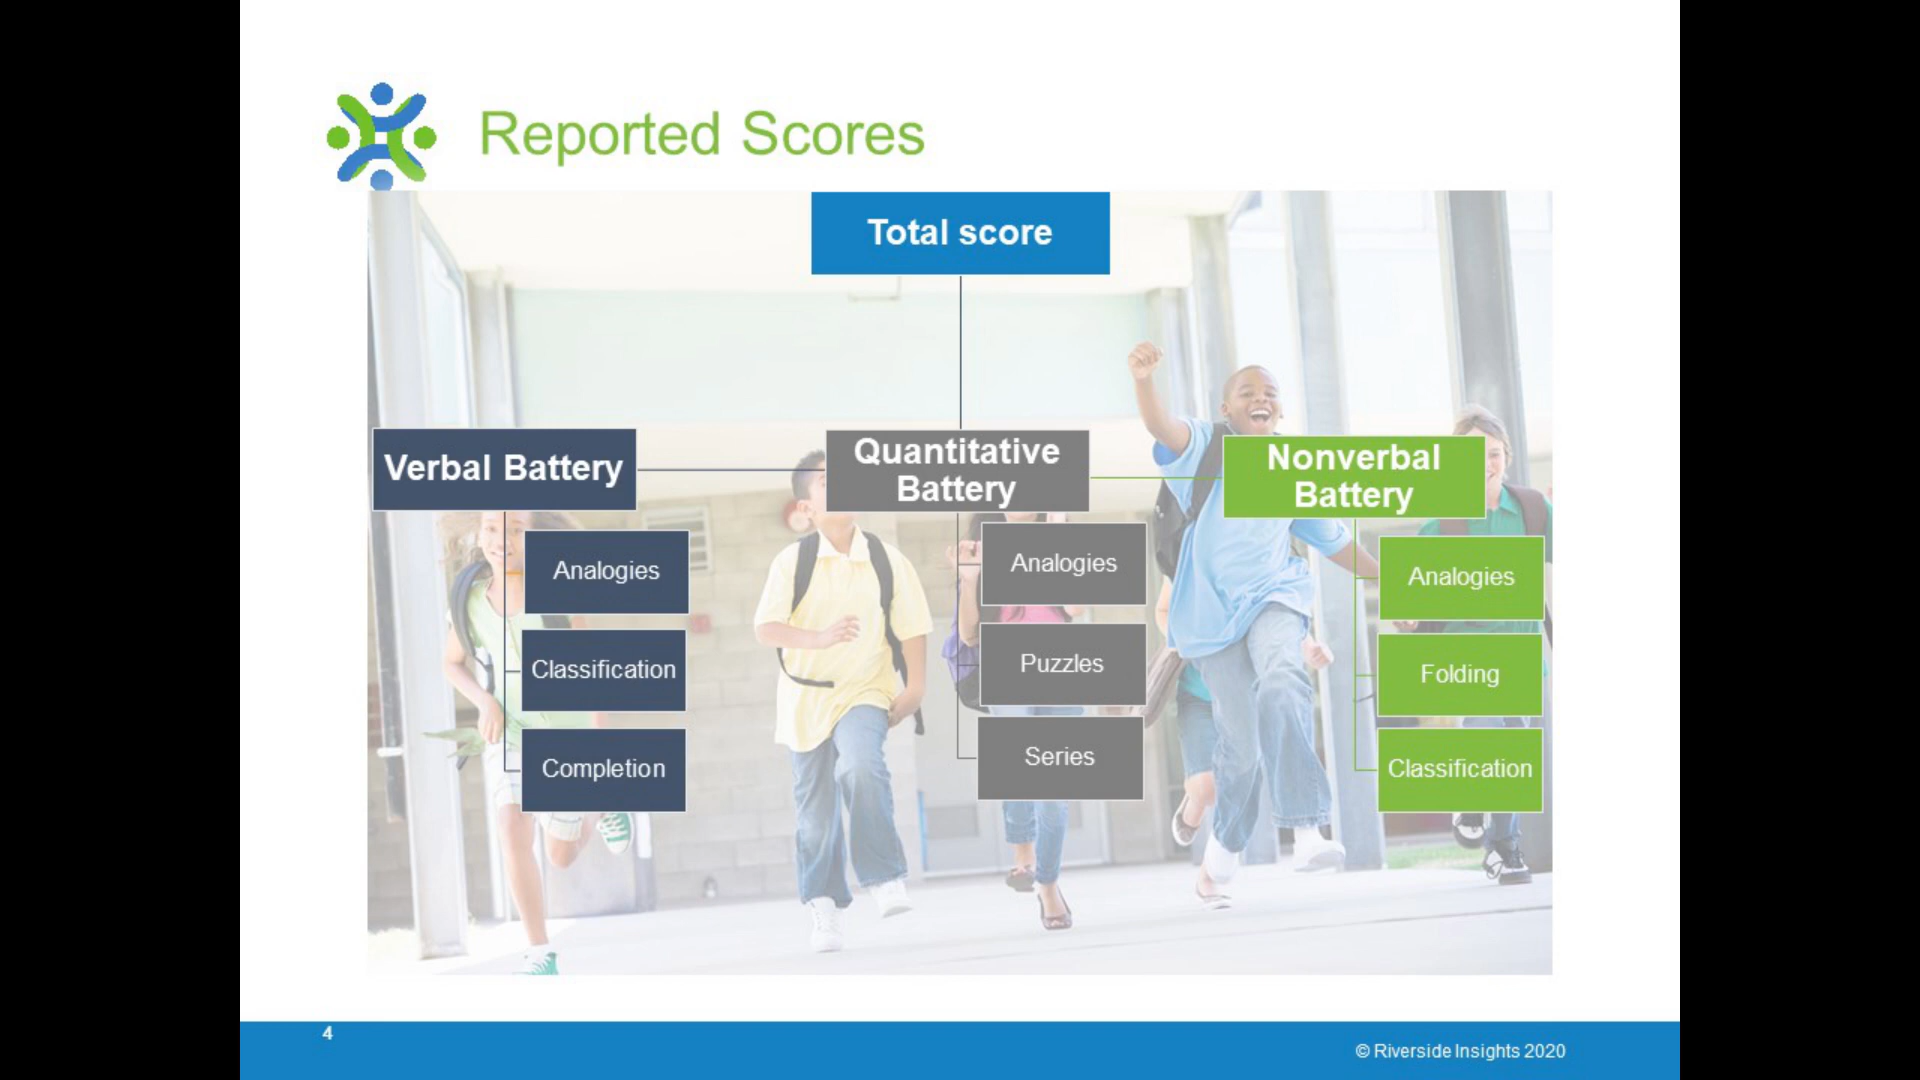 Reported Scores
Total score
Verbal Battery
Analogies
Classification
Completion
Quantitative
Battery
Analogies
Puzzles
Series
Nonverbal
Battery
Analogies
Folding
Classification
4
© Riverside Insights 2020